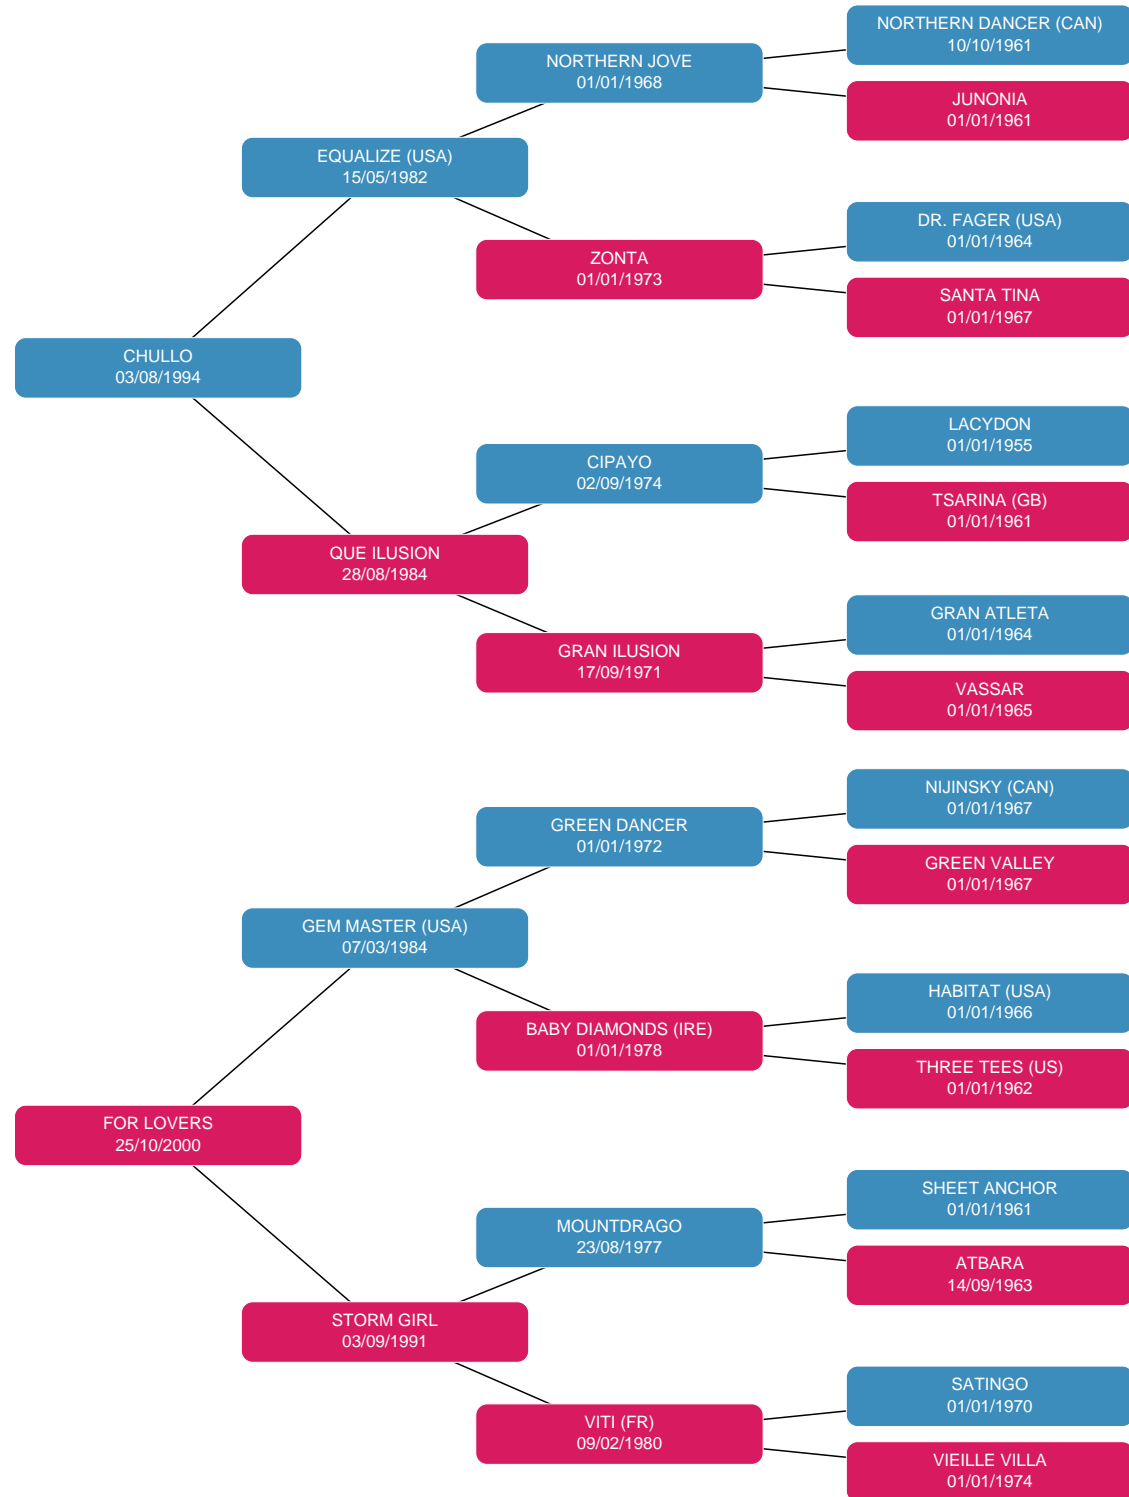 NORTHERN DANCER (CAN)
10/10/1961
NORTHERN JOVE
01/01/1968
JUNONIA
01/01/1961
EQUALIZE (USA)
15/05/1982
DR. FAGER (USA)
01/01/1964
ZONTA
01/01/1973
SANTA TINA
01/01/1967
CHULLO
03/08/1994
LACYDON
01/01/1955
CIPAYO
02/09/1974
TSARINA (GB)
01/01/1961
QUE ILUSION
28/08/1984
GRAN ATLETA
01/01/1964
GRAN ILUSION
17/09/1971
VASSAR
01/01/1965
NIJINSKY (CAN)
01/01/1967
GREEN DANCER
01/01/1972
GREEN VALLEY
01/01/1967
GEM MASTER (USA)
07/03/1984
HABITAT (USA)
01/01/1966
BABY DIAMONDS (IRE)
01/01/1978
THREE TEES (US)
01/01/1962
FOR LOVERS
25/10/2000
SHEET ANCHOR
01/01/1961
MOUNTDRAGO
23/08/1977
ATBARA
14/09/1963
STORM GIRL
03/09/1991
SATINGO
01/01/1970
VITI (FR)
09/02/1980
VIEILLE VILLA
01/01/1974